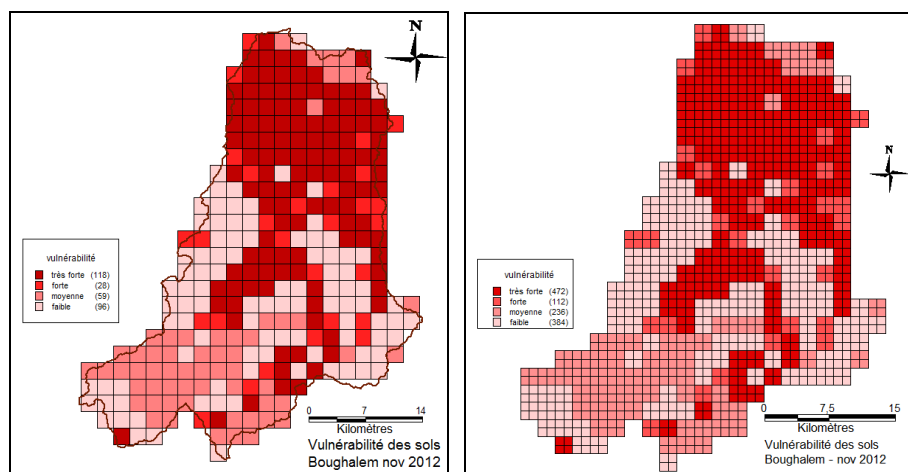 N
vulnérabilité
très forte (118)
forte (28)
moyenne (59)
faible (96)
0 7 14
Kilomètres
Vulnérabilité des sols
Boughalem nov 2012
N
vulnérabilité
très forte (472)
forte (112)
moyenne (236)
faible (384)
0 7,5 15
Kilomètres
Vulnérabilité des sols
Boughalem - nov 2012